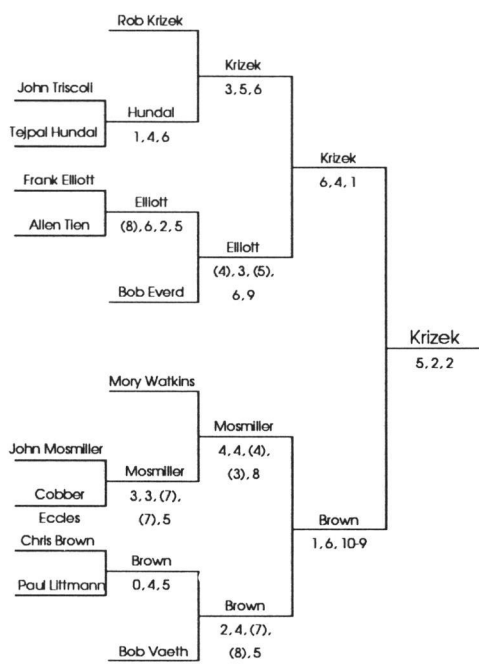 Rob Krizek
Krizek
3, 5, 6
John Triscoli
Hundal
1, 4, 6
Tejpal Hundal
Krizek
6, 4, 1
Frank Elliott
Elliott
(8), 6, 2, 5
Allen Tien
Elliott
(4), 3, (5),
6, 9
Bob Everd
Krizek
5, 2, 2
Mory Watkins
Mosmiller
4, 4, (4),
(3), 8
John Mosmiller
Mosmiller
3, 3, (7),
(7), 5
Cobber
Eccles
Brown
1, 6, 10-9
Chris Brown
Brown
0, 4, 5
Paul Littmann
Brown
2, 4, (7),
(8), 5
Bob Vaeth